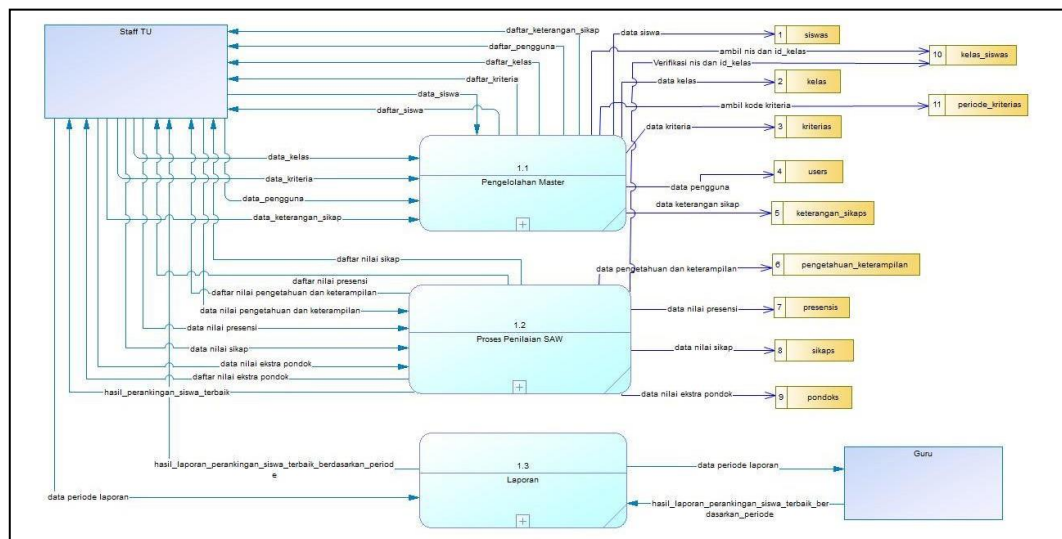 Staff TU
daftar_keterangan_sikap
daftar_pengguna
daftar_kelas
daftar_kriteria
data_siswa
daftar_siswa
data siswa
1 siswas
ambil nis dan id_kelas
Verifikasi nis dan id_kelas
10 kelas_siswas
data kelas
2 kelas
ambil kode kriteria
11 periode_kriterias
data kriteria
3 kriterias
1.1
Pengelolahan Master
data_kelas
data_kriteria
data_pengguna
data_keterangan_sikap
data pengguna
4 users
data keterangan sikap
5 keterangan_sikaps
daftar nilai sikap
daftar nilai presensi
daftar nilai pengetahuan dan keterampilan
data nilai pengetahuan dan keterampilan
data nilai presensi
data nilai sikap
data nilai ekstra pondok
daftar nilai ekstra pondok
hasil_perankingan_siswa_terbaik
1.2
Proses Penilaian SAW
data pengetahuan dan keterampilan
6 pengetahuan_keterampilan
data nilai presensi
7 presensis
data nilai sikap
8 sikaps
data nilai ekstra pondok
9 pondoks
hasil_laporan_perankingan_siswa_terbaik_berdasarkan_period
e
data periode laporan
1.3
Laporan
data periode laporan
hasil_laporan_perankingan_siswa_terbaik_ber
dasarkan_periode
Guru